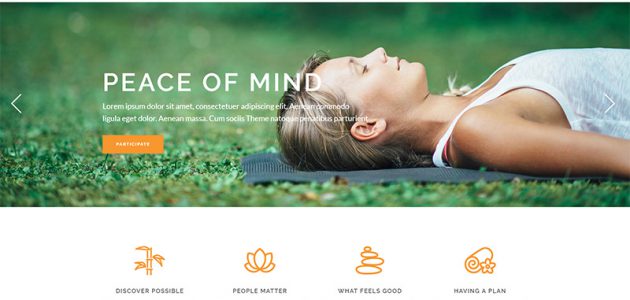 PEACE OF MIND
Lorem ipsum dolor sit amet, consectetuer adipiscing elit. Aenean commodo
ligula eget dolor. Aenean massa. Cum sociis Theme natoque penatibus parturient
PARTICIPATE
DISCOVER POSSIBLE
PEOPLE MATTER
WHAT FEELS GOOD
HAVING A PLAN